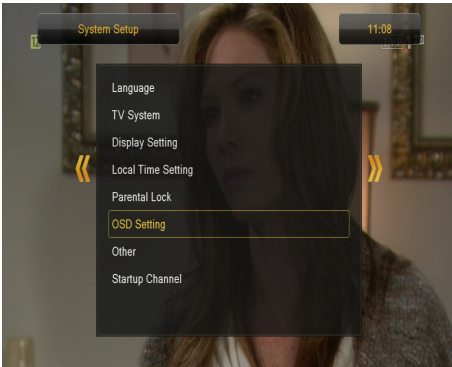 System Setup
11:08
Language
TV System
Display Setting
Local Time Setting
Parental Lock
OSD Setting
Other
Startup Channel